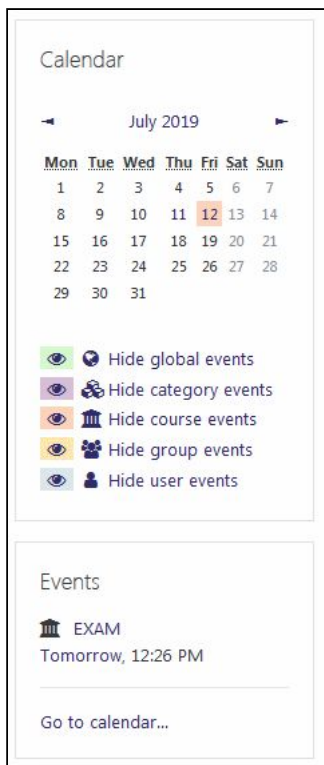 Calendar
◄ July 2019 ►
Mon Tue Wed Thu Fri Sat Sun
1 2 3 4 5 6 7
8 9 10 11 12 13 14
15 16 17 18 19 20 21
22 23 24 25 26 27 28
29 30 31
Hide global events
Hide category events
Hide course events
Hide group events
Hide user events
Events
EXAM
Tomorrow, 12:26 PM
Go to calendar...